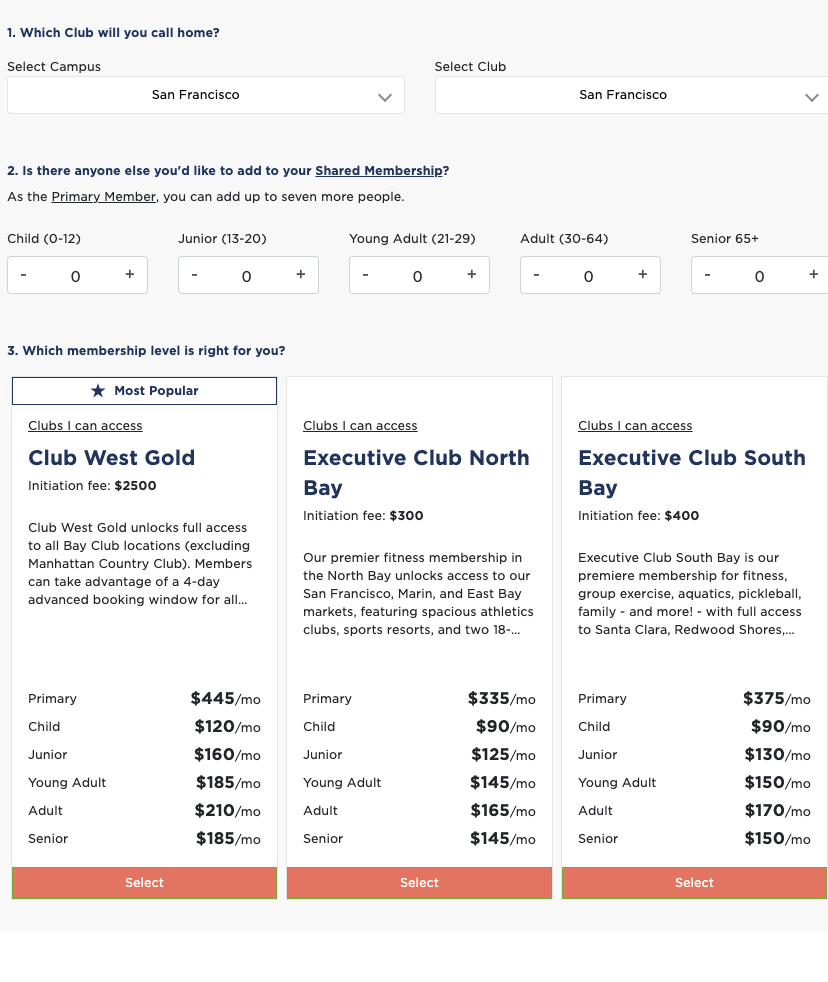 1. Which Club will you call home?
Select Campus
Select Club
San Francisco
San Francisco
2. Is there anyone else you'd like to add to your Shared Membership?
As the Primary Member, you can add up to seven more people.
Child (0-12)
Junior (13-20)
Young Adult (21-29)
Adult (30-64)
Senior 65+
- 0 +
- 0 +
- 0 +
- 0 +
- 0 +
3. Which membership level is right for you?
★ Most Popular
Clubs I can access
Club West Gold
Initiation fee: $2500
Club West Gold unlocks full access
to all Bay Club locations (excluding
Manhattan Country Club). Members
can take advantage of a 4-day
advanced booking window for all...
Primary $445/mo
Child $120/mo
Junior $160/mo
Young Adult $185/mo
Adult $210/mo
Senior $185/mo
Select
Clubs I can access
Executive Club North
Bay
Initiation fee: $300
Our premier fitness membership in
the North Bay unlocks access to our
San Francisco, Marin, and East Bay
markets, featuring spacious athletics
clubs, sports resorts, and two 18-...
Primary $335/mo
Child $90/mo
Junior $125/mo
Young Adult $145/mo
Adult $165/mo
Senior $145/mo
Select
Clubs I can access
Executive Club South
Bay
Initiation fee: $400
Executive Club South Bay is our
premiere membership for fitness,
group exercise, aquatics, pickleball,
family - and more! - with full access
to Santa Clara, Redwood Shores,...
Primary $375/mo
Child $90/mo
Junior $130/mo
Young Adult $150/mo
Adult $170/mo
Senior $150/mo
Select